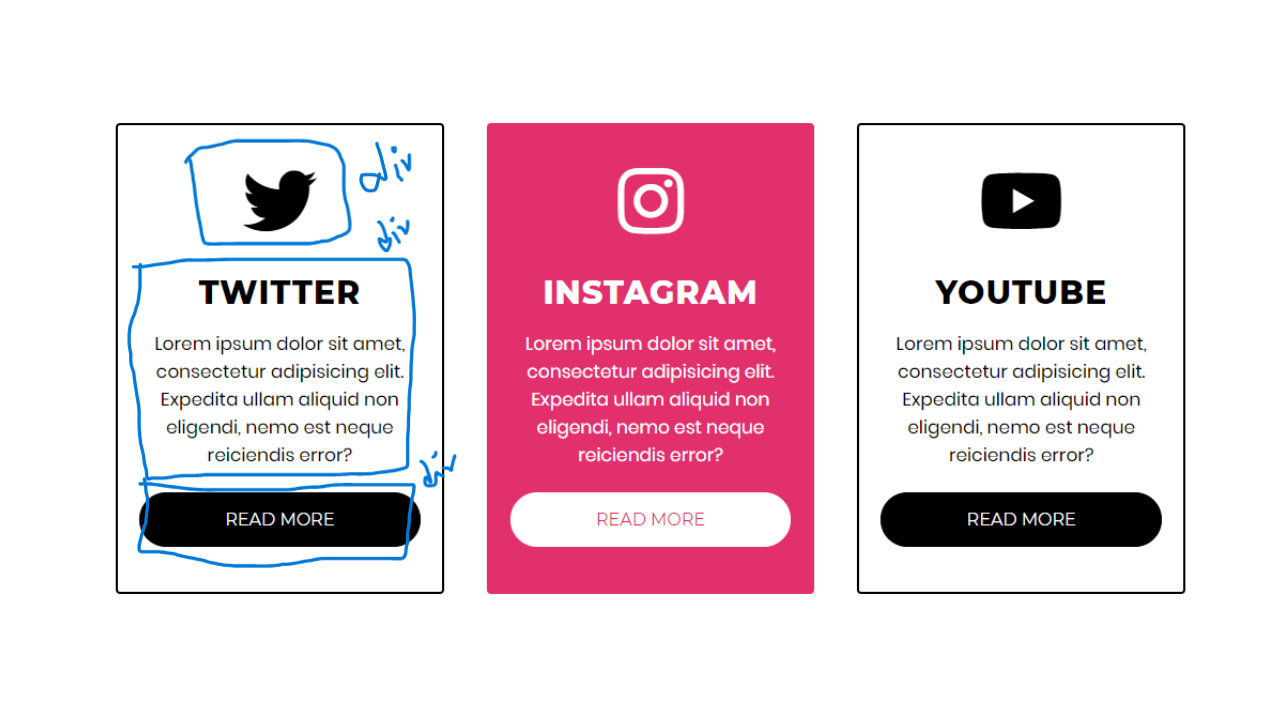 div
div
TWITTER
Lorem ipsum dolor sit amet,
consectetur adipisicing elit.
Expedita ullam aliquid non
eligendi, nemo est neque
reiciendis error?
div
READ MORE
INSTAGRAM
Lorem ipsum dolor sit amet,
consectetur adipisicing elit.
Expedita ullam aliquid non
eligendi, nemo est neque
reiciendis error?
READ MORE
YOUTUBE
Lorem ipsum dolor sit amet,
consectetur adipisicing elit.
Expedita ullam aliquid non
eligendi, nemo est neque
reiciendis error?
READ MORE